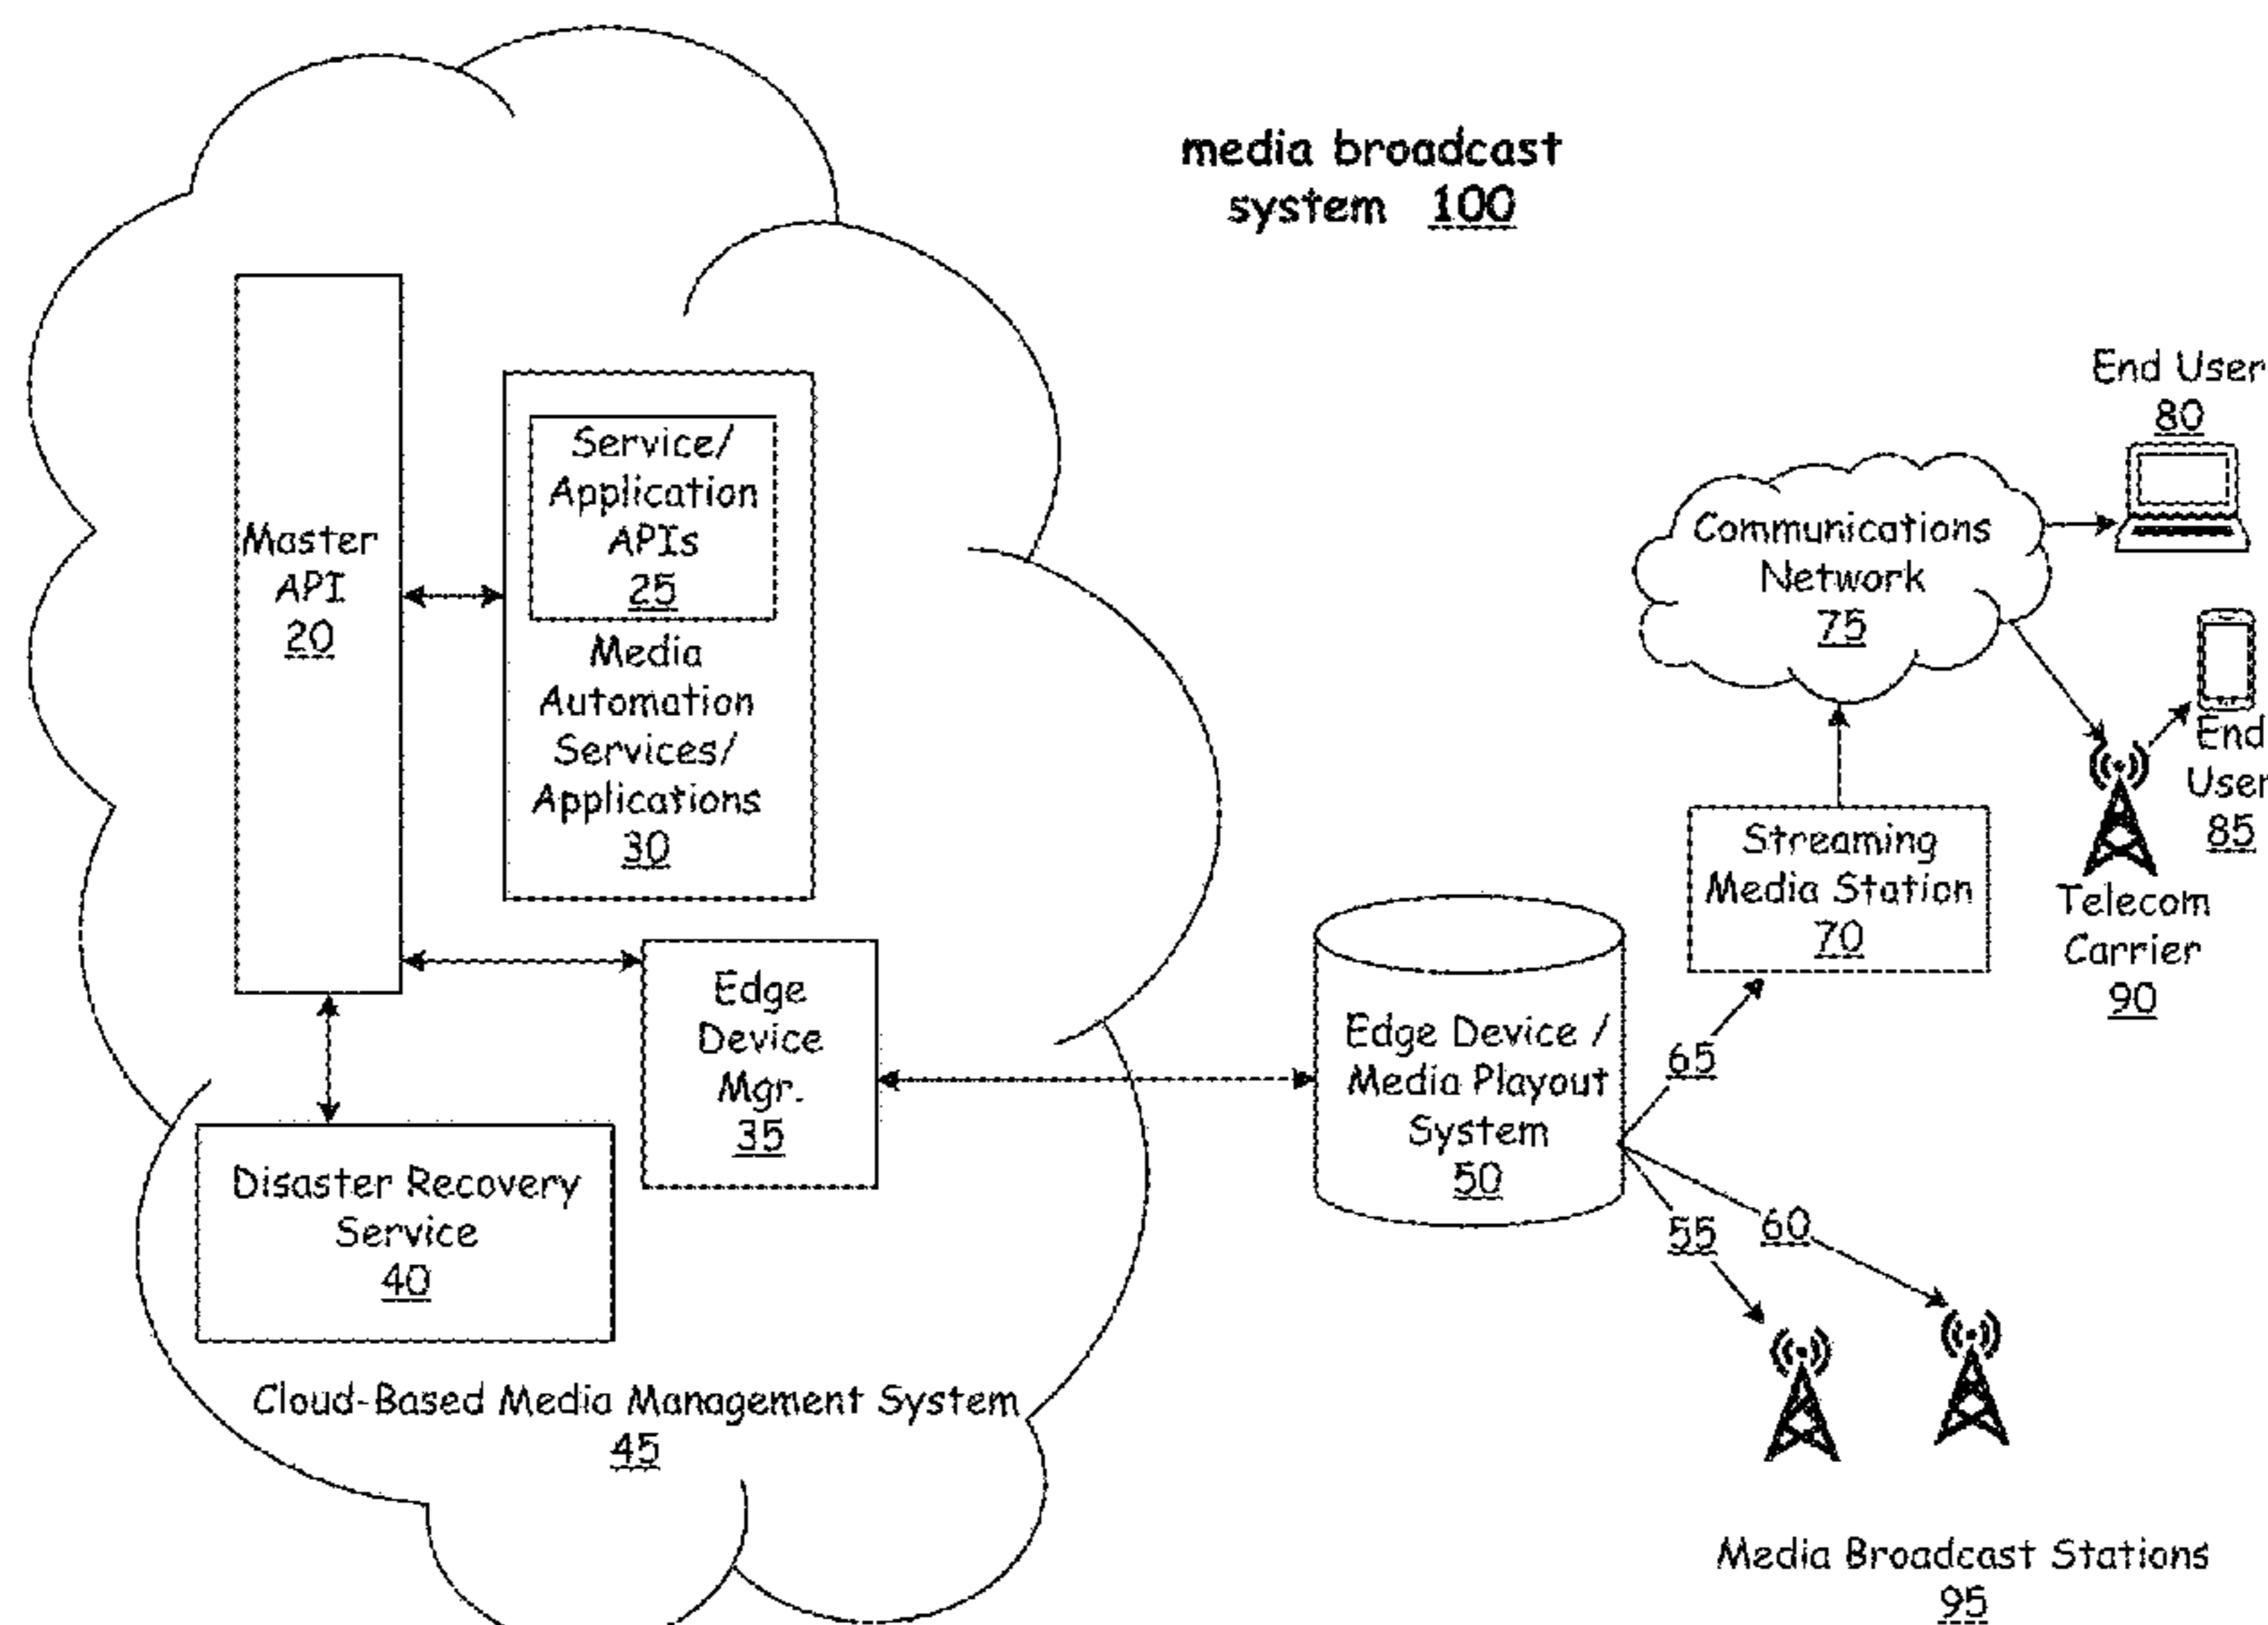 media broadcast
system 100
Master
API
20
Service/
Application
APIs
25
Media
Automation
Services/
Applications
30
Edge
Device
Mgr.
35
Disaster Recovery
Service
40
Cloud-Based Media Management System
45
Edge Device /
Media Playout
System
50
55
60
65
Streaming
Media Station
70
Communications
Network
75
End User
80
End
User
85
Telecom
Carrier
90
Media Broadcast Stations
95